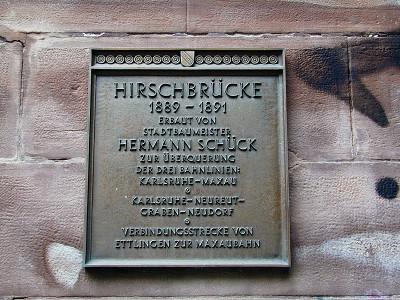 HIRSCHBRÜCKE
1889 – 1891
ERBAUT VON
STADTBAUMEISTER
HERMANN SCHÜCK
ZUR ÜBERQUERUNG
DER DREI BAHNLINIEN:
KARLSRUHE–MAXAU
KARLSRUHE–NEUREUT–
GRABEN–NEUDORF
VERBINDUNGSSTRECKE VON
ETTLINGEN ZUR MAXAUBAHN